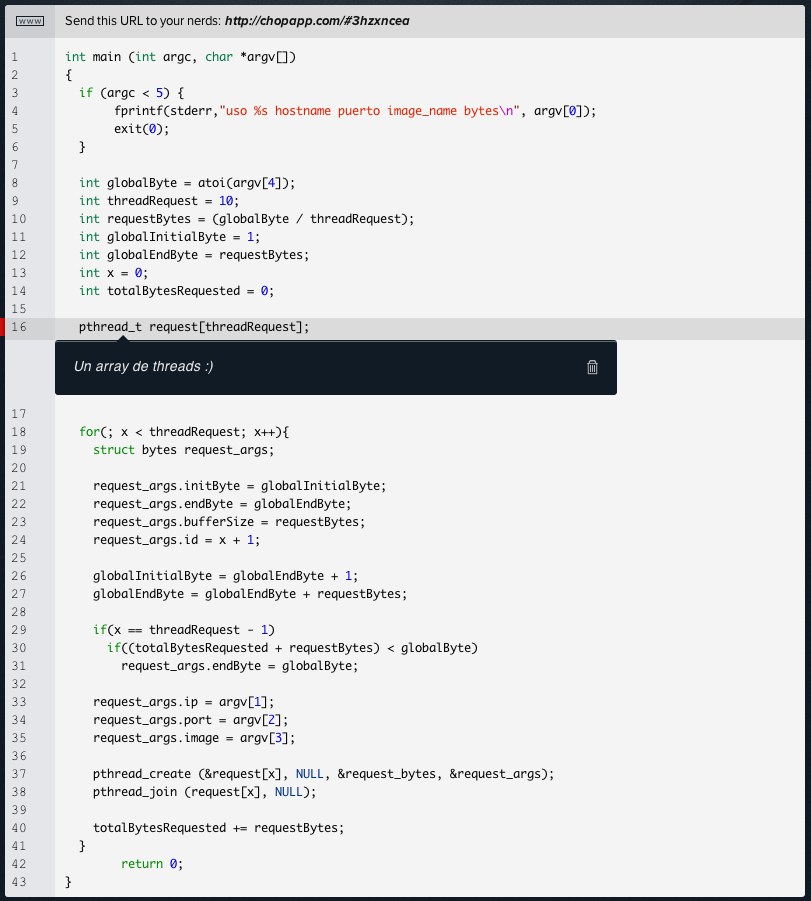 www Send this URL to your nerds: http://chopapp.com/#3hzxncea
1 int main (int argc, char *argv[])
2 {
3 if (argc < 5) {
4 fprintf(stderr,"uso %s hostname puerto image_name bytes\n", argv[0]);
5 exit(0);
6 }
7
8 int globalByte = atoi(argv[4]);
9 int threadRequest = 10;
10 int requestBytes = (globalByte / threadRequest);
11 int globalInitialByte = 1;
12 int globalEndByte = requestBytes;
13 int x = 0;
14 int totalBytesRequested = 0;
15
16 pthread_t request[threadRequest];
Un array de threads :)
17
18 for(; x < threadRequest; x++){
19 struct bytes request_args;
20
21 request_args.initByte = globalInitialByte;
22 request_args.endByte = globalEndByte;
23 request_args.bufferSize = requestBytes;
24 request_args.id = x + 1;
25
26 globalInitialByte = globalEndByte + 1;
27 globalEndByte = globalEndByte + requestBytes;
28
29 if(x == threadRequest - 1)
30 if((totalBytesRequested + requestBytes) < globalByte)
31 request_args.endByte = globalByte;
32
33 request_args.ip = argv[1];
34 request_args.port = argv[2];
35 request_args.image = argv[3];
36
37 pthread_create (&request[x], NULL, &request_bytes, &request_args);
38 pthread_join (request[x], NULL);
39
40 totalBytesRequested += requestBytes;
41 }
42 return 0;
43 }